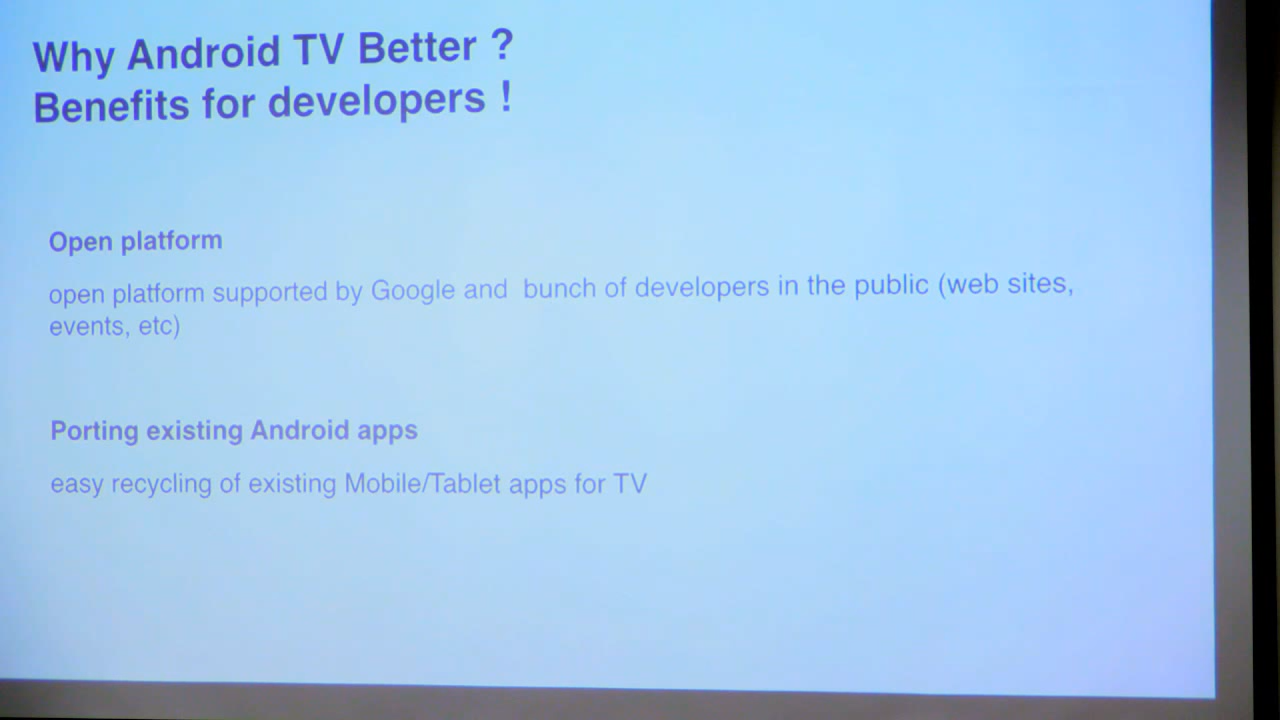 Why Android TV Better ?
Benefits for developers !
Open platform
open platform supported by Google and  bunch of developers in the public (web sites,
events, etc)
Porting existing Android apps
easy recycling of existing Mobile/Tablet apps for TV